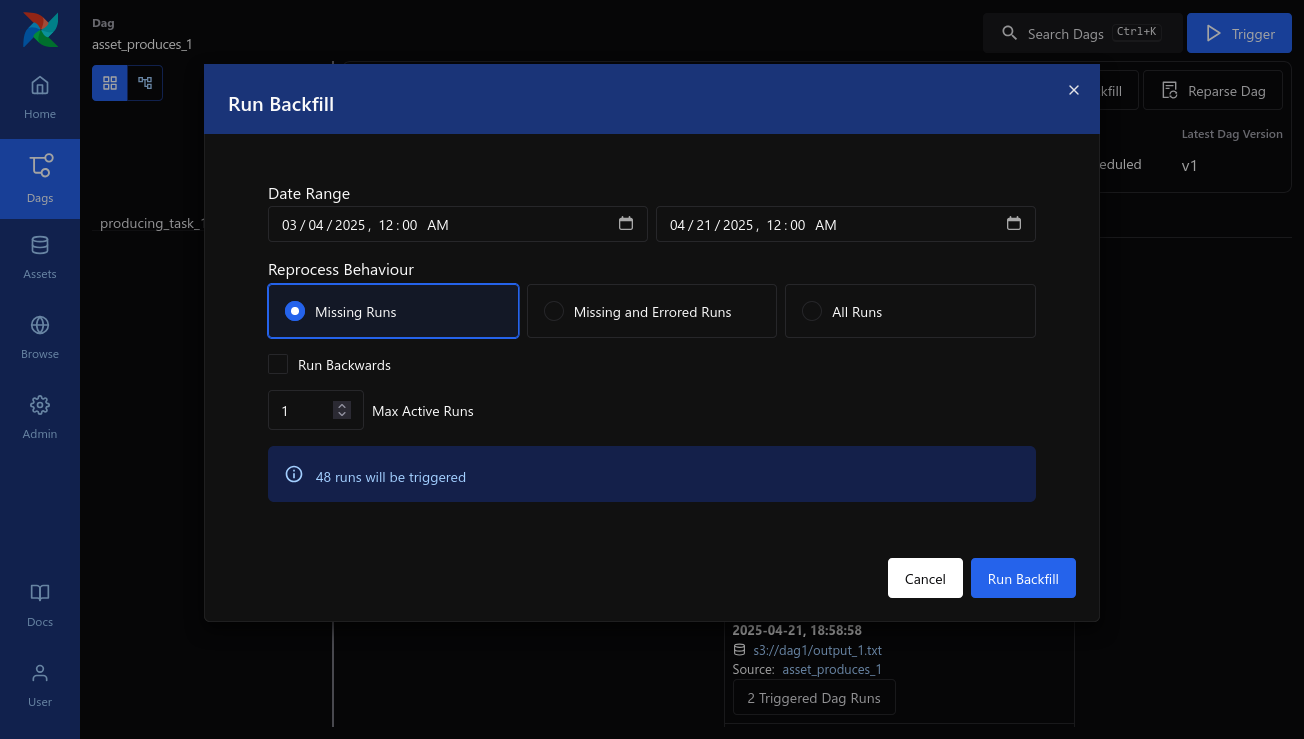 Dag
asset_produces_1
Search Dags Ctrl+K
Trigger
Home
Dags
Assets
Browse
Admin
Docs
User
Reparse Dag
Latest Dag Version
v1
producing_task_1
Run Backfill
Date Range
03/04/2025, 12:00 AM
04/21/2025, 12:00 AM
Reprocess Behaviour
Missing Runs
Missing and Errored Runs
All Runs
Run Backwards
1 Max Active Runs
48 runs will be triggered
Cancel
Run Backfill
2025-04-21, 18:58:58
s3://dag1/output_1.txt
Source: asset_produces_1
2 Triggered Dag Runs